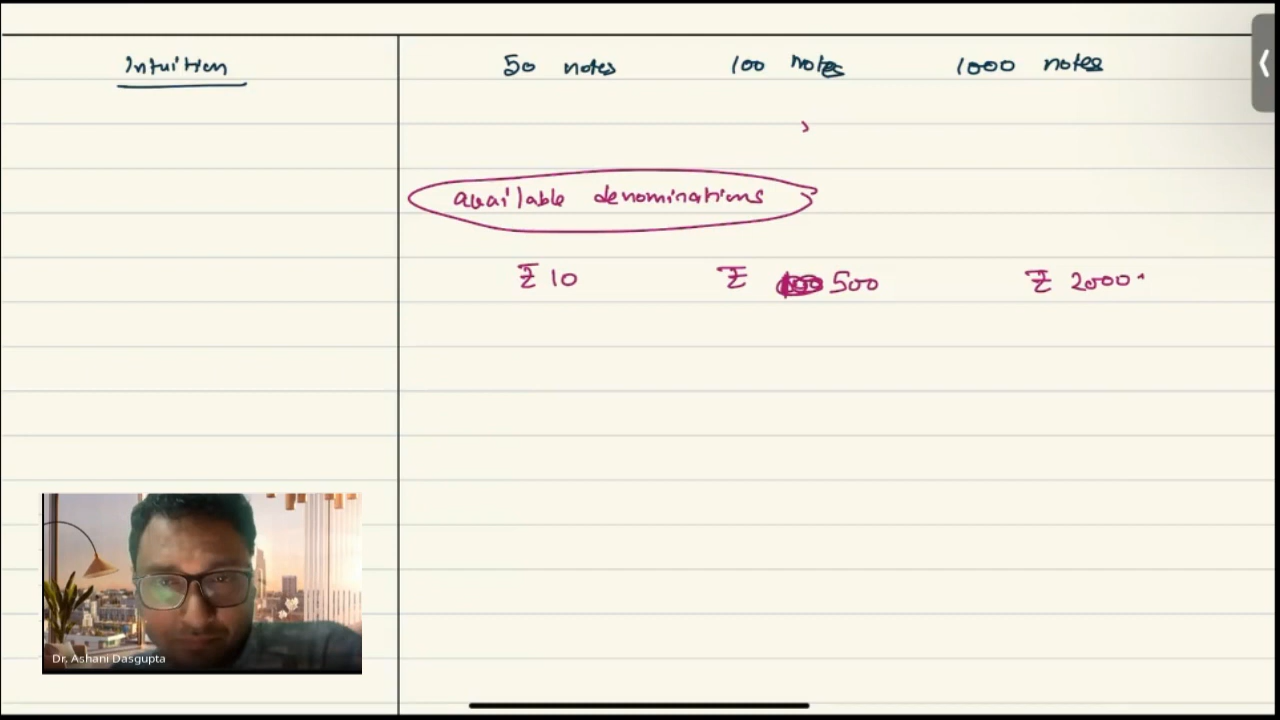 Intuition
50 notes 100 notes 1000 notes
available denominations
₹ 10 ₹ 500 ₹ 2000
Dr. Ashani Dasgupta